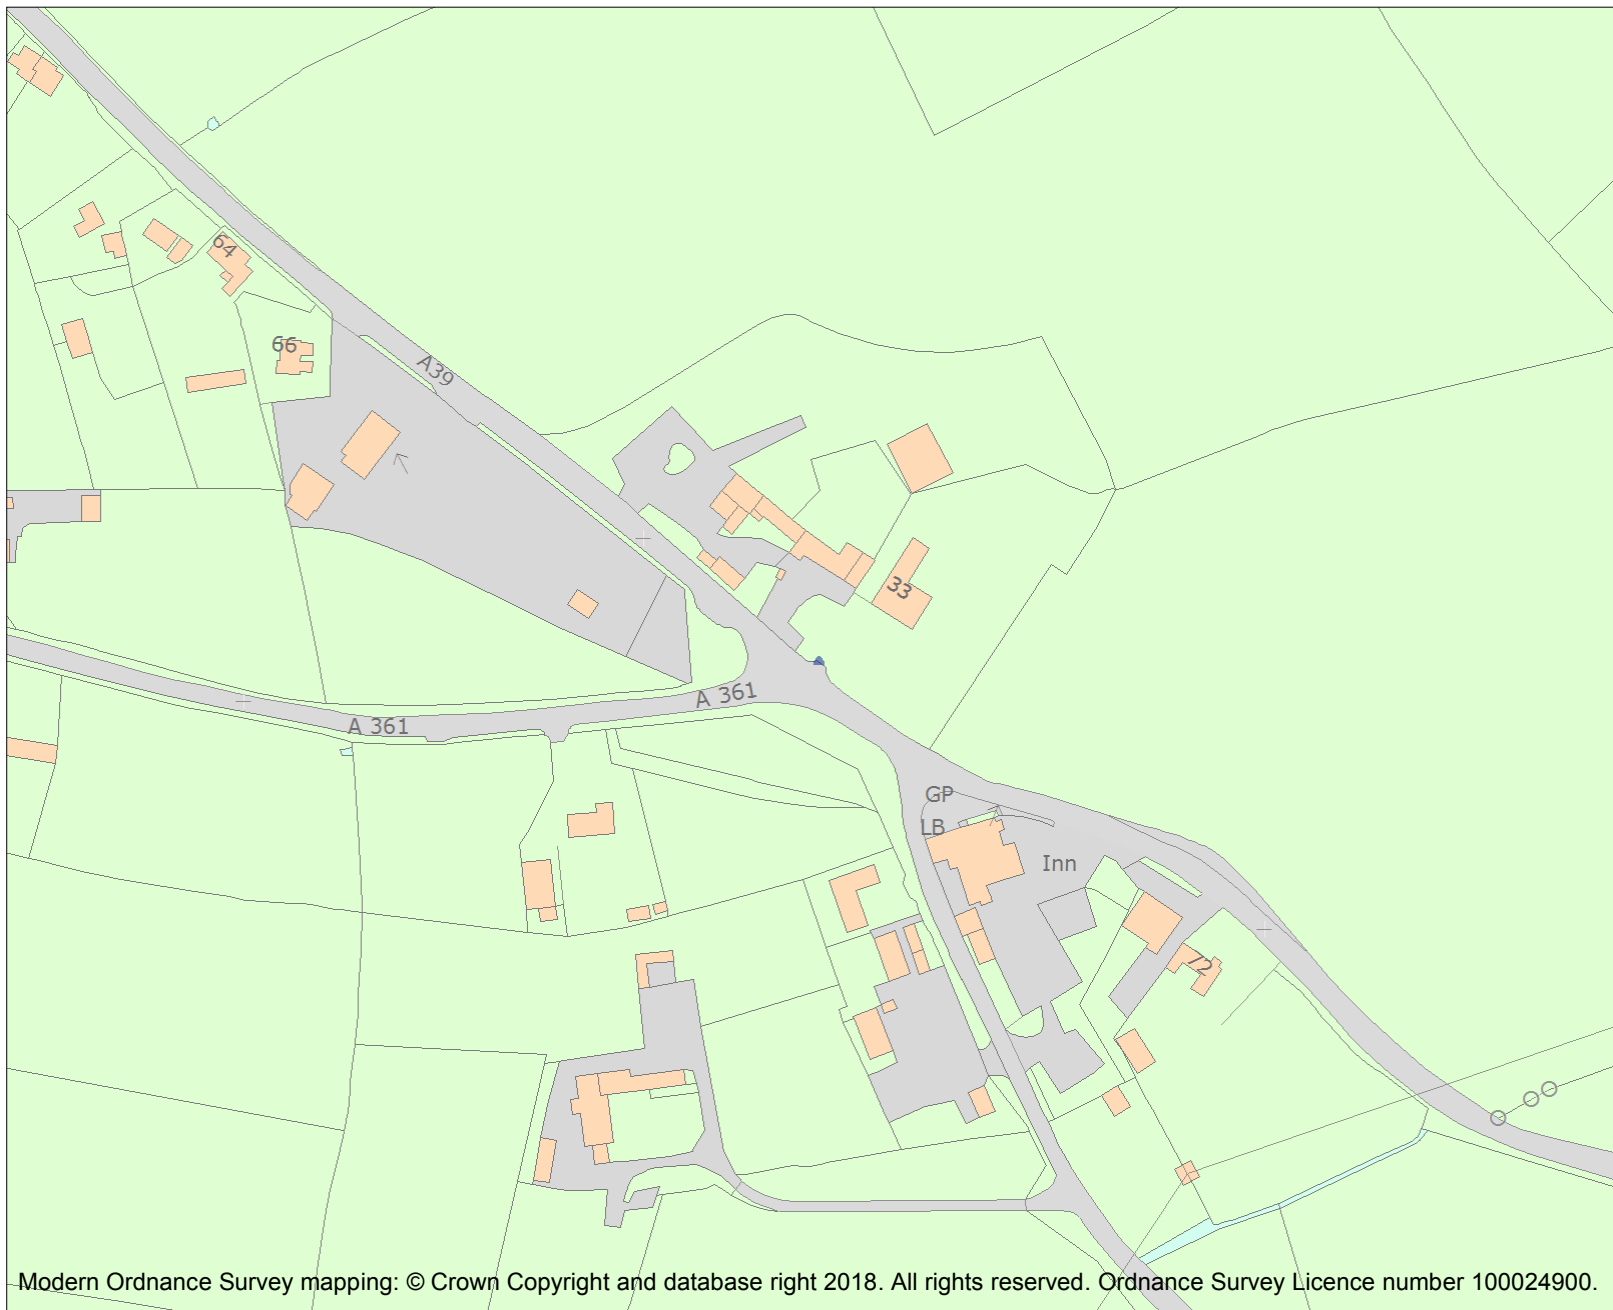 64
66
A39
33
A 361
A 361
GP
LB
Inn
72
Modern Ordnance Survey mapping: © Crown Copyright and database right 2018. All rights reserved. Ordnance Survey Licence number 100024900.